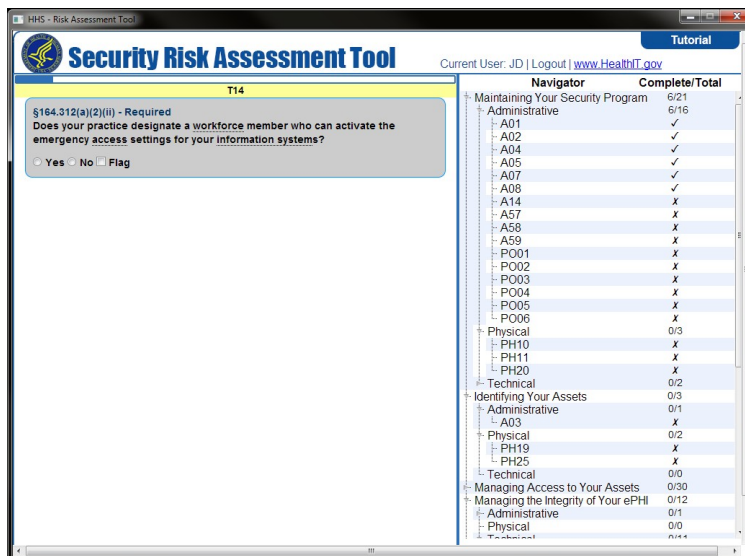 HHS - Risk Assessment Tool
Security Risk Assessment Tool
Tutorial
Current User: JD | Logout | www.HealthIT.gov
T14
§164.312(a)(2)(ii) - Required
Does your practice designate a workforce member who can activate the
emergency access settings for your information systems?
Yes No Flag
Navigator Complete/Total
Maintaining Your Security Program 6/21
Administrative 6/16
A01 ✓
A02 ✓
A04 ✓
A05 ✓
A07 ✓
A08 ✓
A14 ✗
A57 ✗
A58 ✗
A59 ✗
PO01 ✗
PO02 ✗
PO03 ✗
PO04 ✗
PO05 ✗
PO06 ✗
Physical 0/3
PH10 ✗
PH11 ✗
PH20 ✗
Technical 0/2
Identifying Your Assets 0/3
Administrative 0/1
A03 ✗
Physical 0/2
PH19 ✗
PH25 ✗
Technical 0/0
Managing Access to Your Assets 0/30
Managing the Integrity of Your ePHI 0/12
Administrative 0/1
Physical 0/0
Technical 0/11